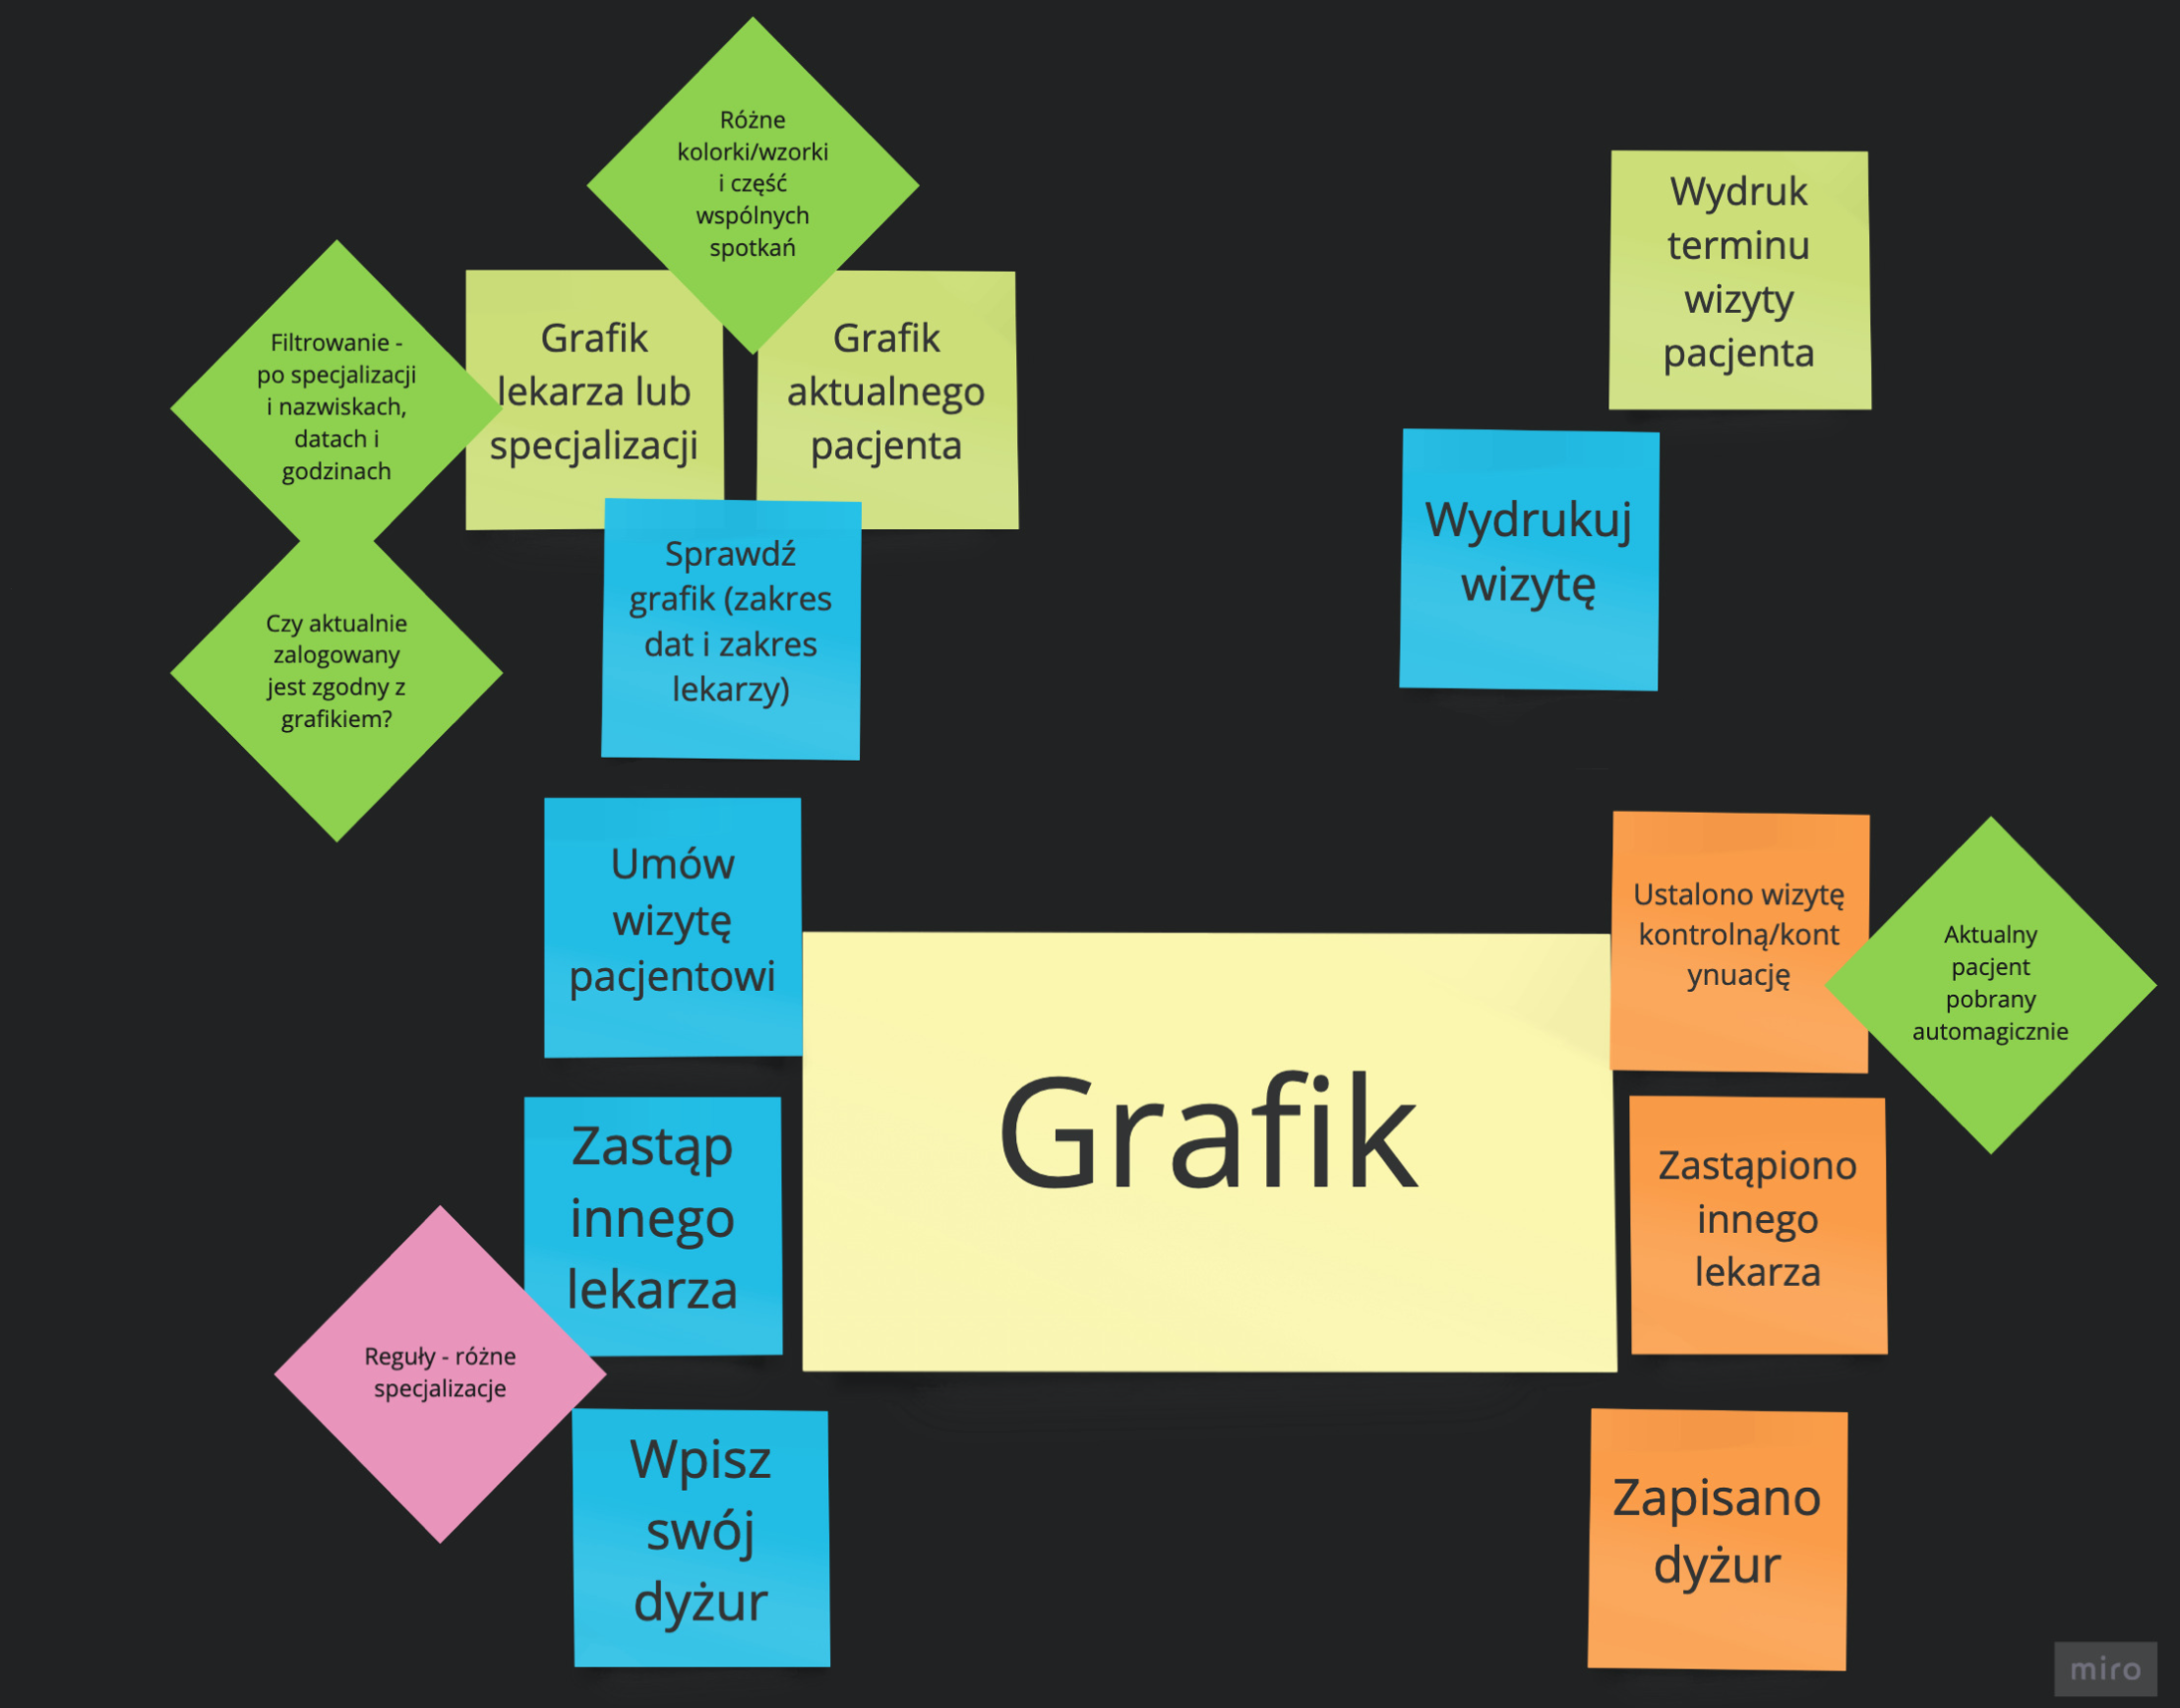 Różne
kolorki/wzorki
i część
wspólnych
spotkań
Wydruk
terminu
wizyty
pacjenta
Filtrowanie -
po specjalizacji
i nazwiskach,
datach i
godzinach
Grafik
lekarza lub
specjalizacji
Grafik
aktualnego
pacjenta
Wydrukuj
wizytę
Sprawdź
grafik (zakres
dat i zakres
lekarzy)
Czy aktualnie
zalogowany
jest zgodny z
grafikiem?
Umów
wizytę
pacjentowi
Ustalono wizytę
kontrolną/kont
ynuację
Aktualny
pacjent
pobrany
automagicznie
Grafik
Zastąp
innego
lekarza
Zastąpiono
innego
lekarza
Reguły - różne
specjalizacje
Wpisz
swój
dyżur
Zapisano
dyżur
miro